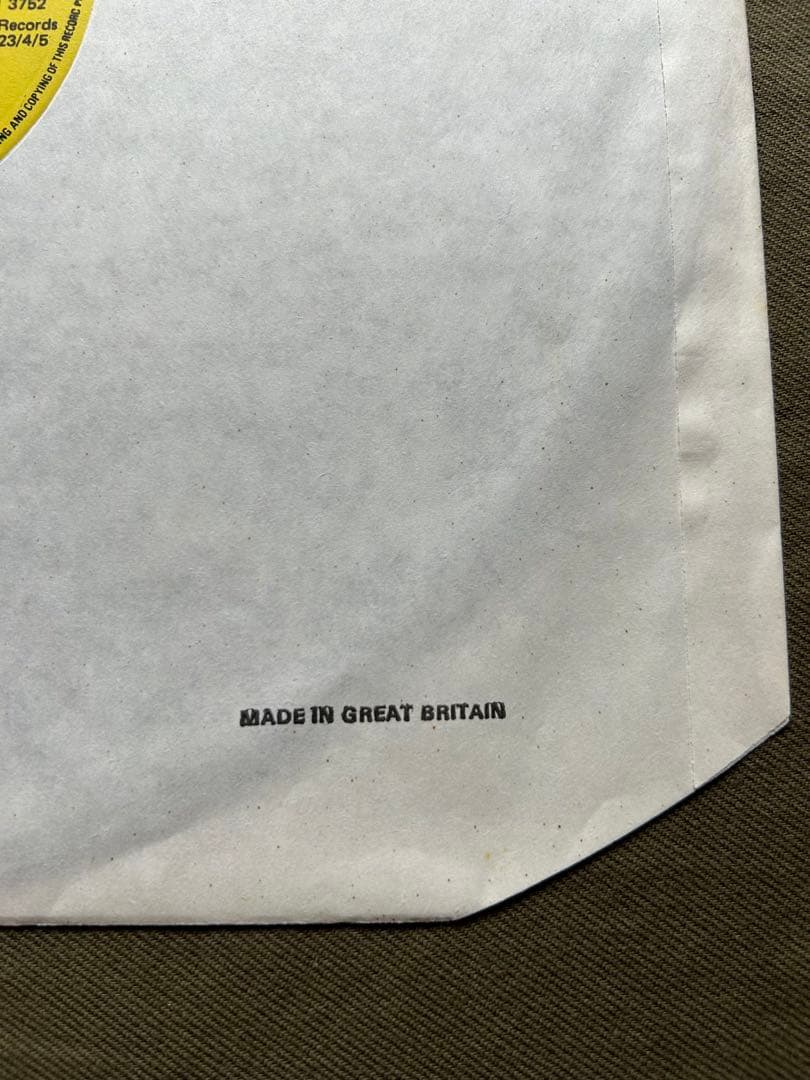 3752
Records
23/4/5
NG AND COPYING OF THIS RECORD P
MADE IN GREAT BRITAIN